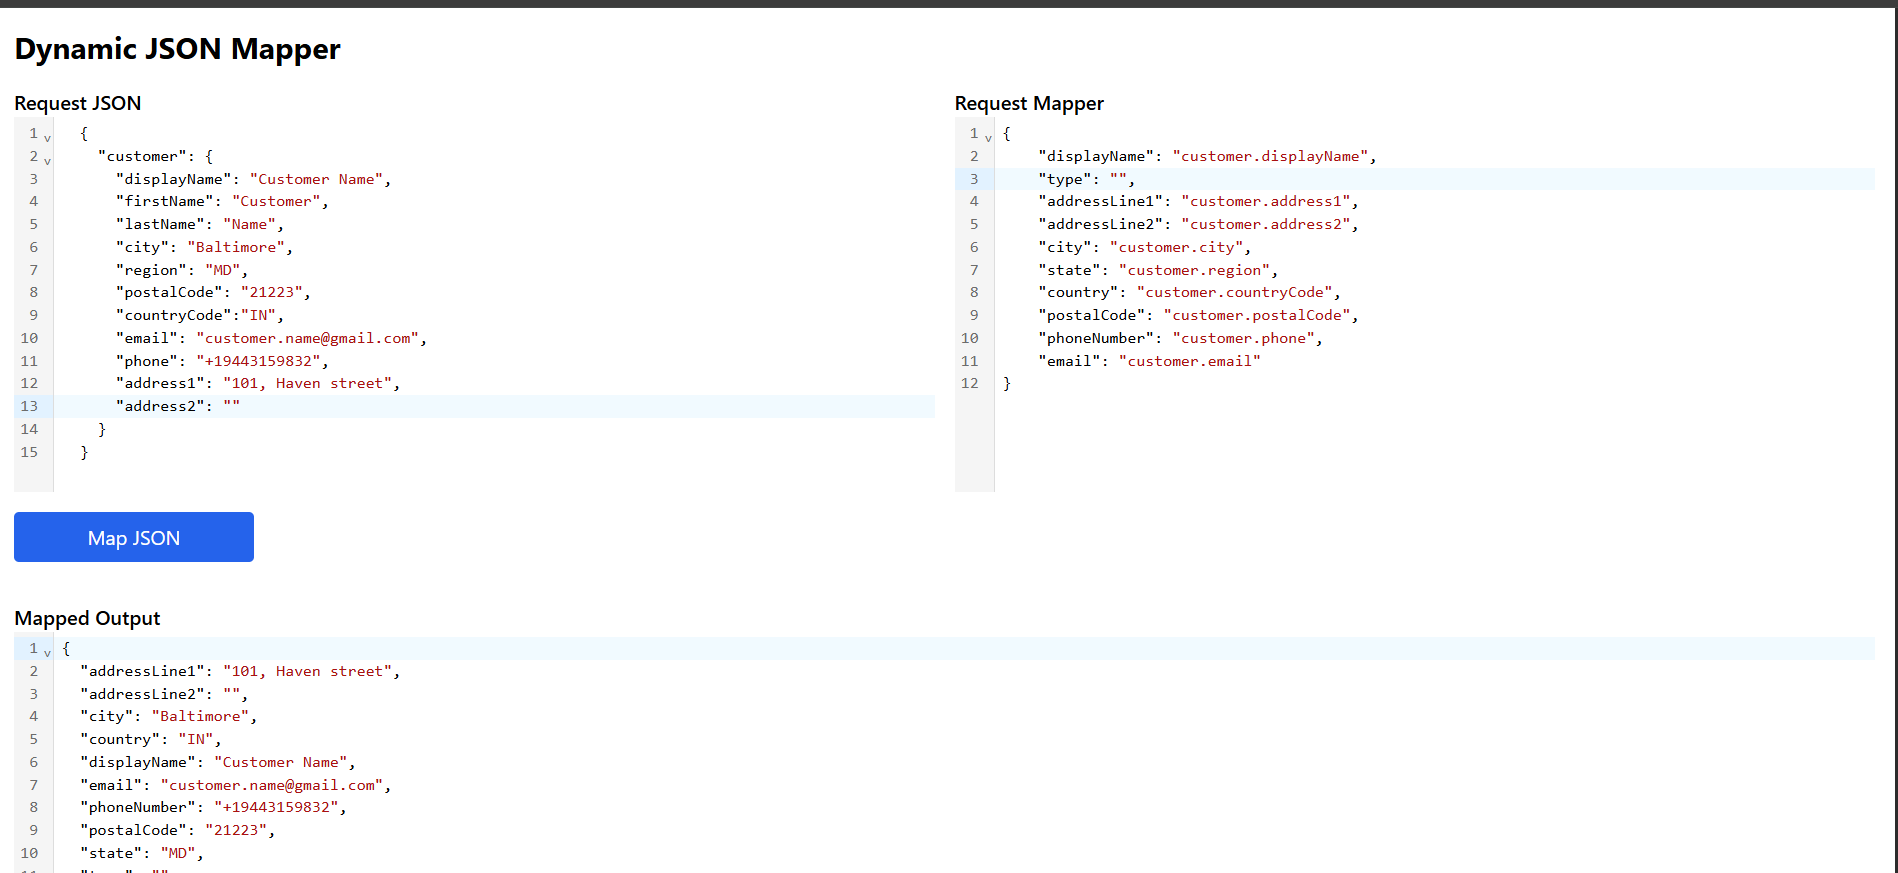 Dynamic JSON Mapper
Request JSON
1 {
2 "customer": {
3 "displayName": "Customer Name",
4 "firstName": "Customer",
5 "lastName": "Name",
6 "city": "Baltimore",
7 "region": "MD",
8 "postalCode": "21223",
9 "countryCode":"IN",
10 "email": "customer.name@gmail.com",
11 "phone": "+19443159832",
12 "address1": "101, Haven street",
13 "address2": ""
14 }
15 }
Request Mapper
1 {
2 "displayName": "customer.displayName",
3 "type": "",
4 "addressLine1": "customer.address1",
5 "addressLine2": "customer.address2",
6 "city": "customer.city",
7 "state": "customer.region",
8 "country": "customer.countryCode",
9 "postalCode": "customer.postalCode",
10 "phoneNumber": "customer.phone",
11 "email": "customer.email"
12 }
Map JSON
Mapped Output
1 {
2 "addressLine1": "101, Haven street",
3 "addressLine2": "",
4 "city": "Baltimore",
5 "country": "IN",
6 "displayName": "Customer Name",
7 "email": "customer.name@gmail.com",
8 "phoneNumber": "+19443159832",
9 "postalCode": "21223",
10 "state": "MD",